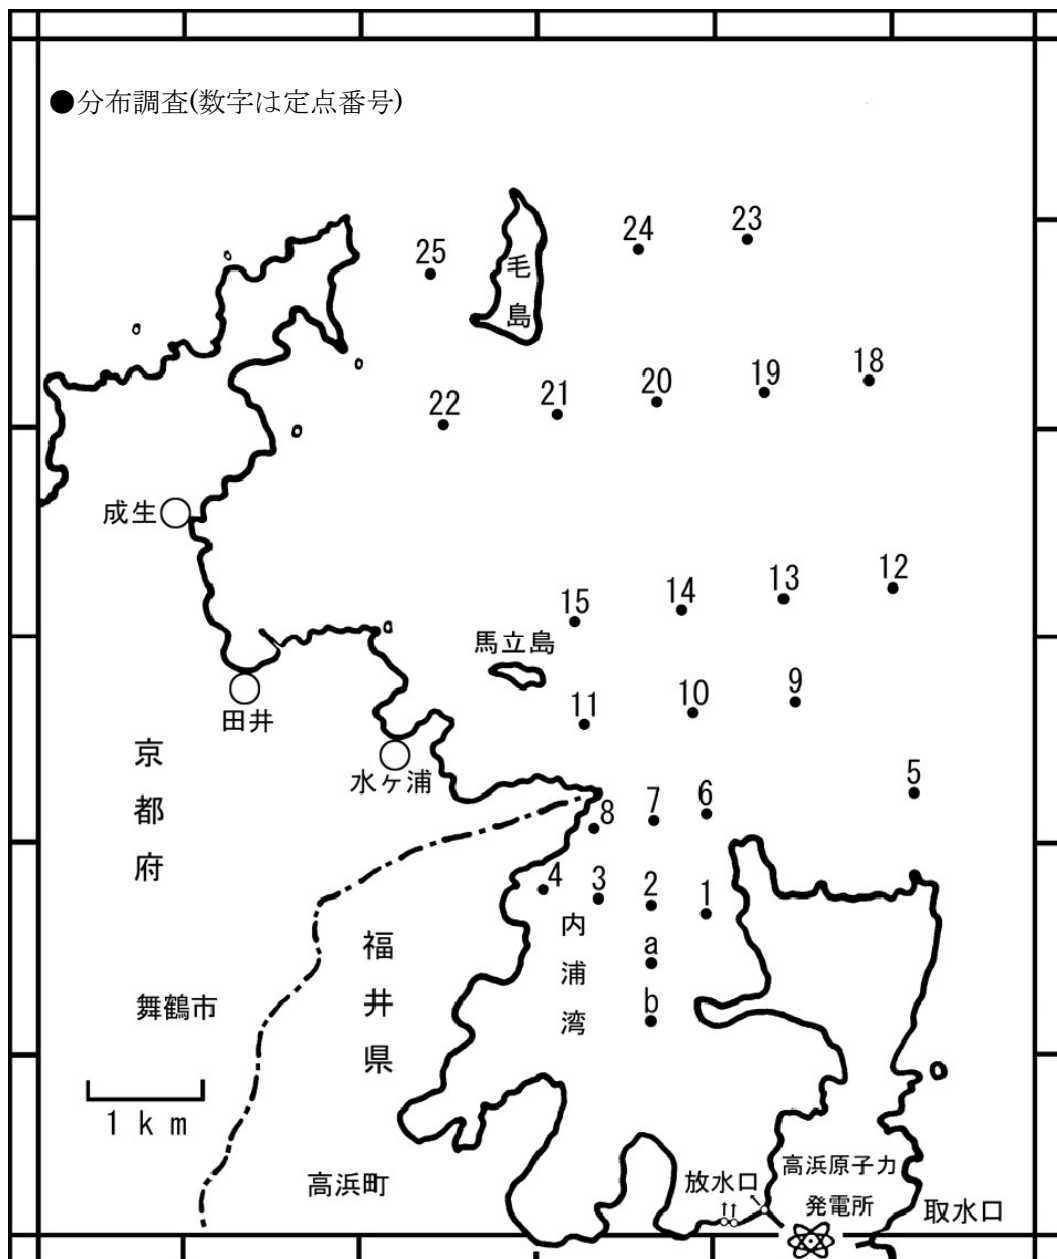 ●分布調査(数字は定点番号)
25
24
23
毛島
22
21
20
19
18
成生
15
14
13
12
馬立島
田井
11
10
9
京都府
水ヶ浦
8
7
6
5
4
3
2
1
内浦湾
a
b
福井県
舞鶴市
1km
高浜町
放水口
↑↑
高浜原子力
発電所
取水口